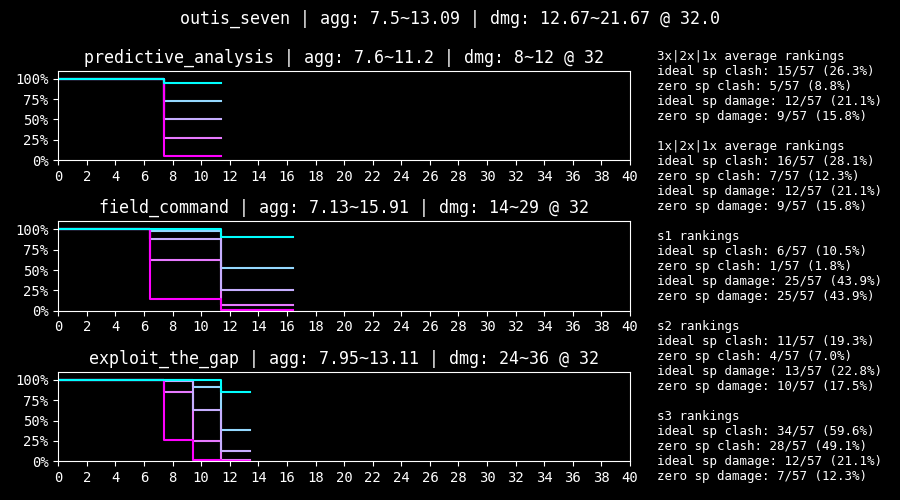 outis_seven | agg: 7.5~13.09 | dmg: 12.67~21.67 @ 32.0
predictive_analysis | agg: 7.6~11.2 | dmg: 8~12 @ 32
100%
75%
50%
25%
0%
0 2 4 6 8 10 12 14 16 18 20 22 24 26 28 30 32 34 36 38 40
field_command | agg: 7.13~15.91 | dmg: 14~29 @ 32
100%
75%
50%
25%
0%
0 2 4 6 8 10 12 14 16 18 20 22 24 26 28 30 32 34 36 38 40
exploit_the_gap | agg: 7.95~13.11 | dmg: 24~36 @ 32
100%
75%
50%
25%
0%
0 2 4 6 8 10 12 14 16 18 20 22 24 26 28 30 32 34 36 38 40
3x|2x|1x average rankings
ideal sp clash: 15/57 (26.3%)
zero sp clash: 5/57 (8.8%)
ideal sp damage: 12/57 (21.1%)
zero sp damage: 9/57 (15.8%)
1x|2x|1x average rankings
ideal sp clash: 16/57 (28.1%)
zero sp clash: 7/57 (12.3%)
ideal sp damage: 12/57 (21.1%)
zero sp damage: 9/57 (15.8%)
s1 rankings
ideal sp clash: 6/57 (10.5%)
zero sp clash: 1/57 (1.8%)
ideal sp damage: 25/57 (43.9%)
zero sp damage: 25/57 (43.9%)
s2 rankings
ideal sp clash: 11/57 (19.3%)
zero sp clash: 4/57 (7.0%)
ideal sp damage: 13/57 (22.8%)
zero sp damage: 10/57 (17.5%)
s3 rankings
ideal sp clash: 34/57 (59.6%)
zero sp clash: 28/57 (49.1%)
ideal sp damage: 12/57 (21.1%)
zero sp damage: 7/57 (12.3%)